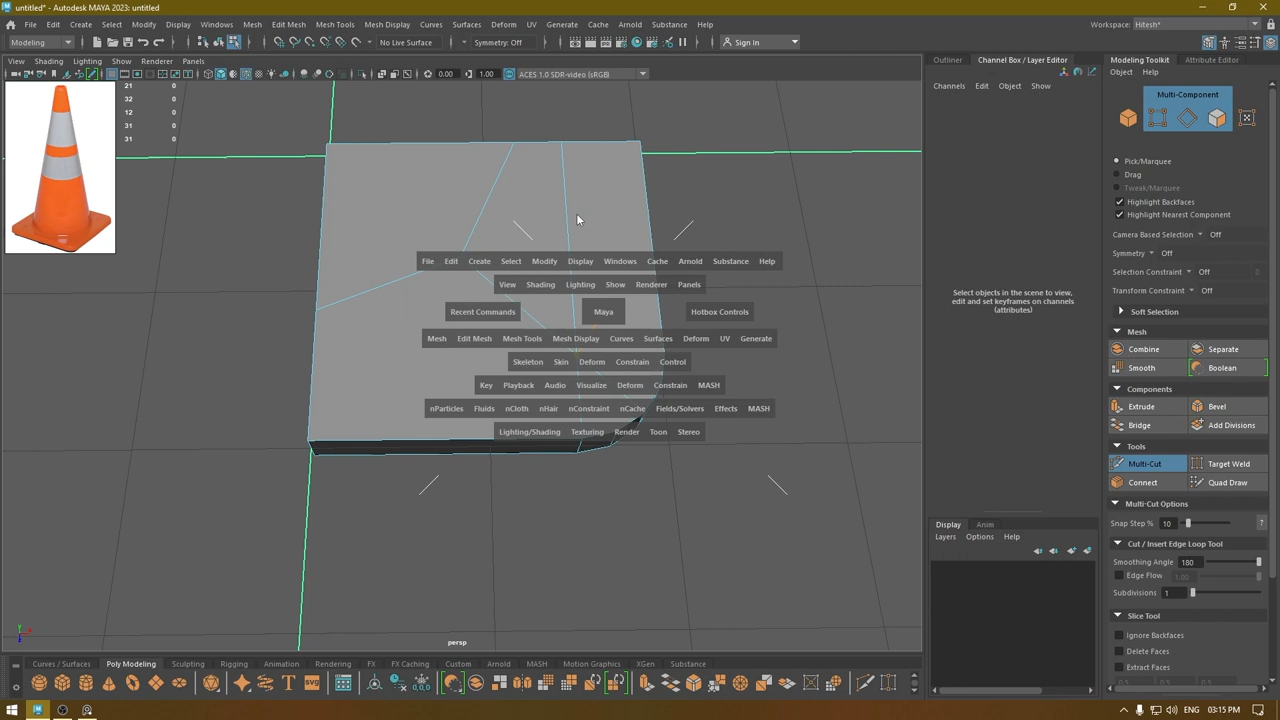 untitled* - Autodesk MAYA 2023: untitled
File Edit Create Select Modify Display Windows Mesh Edit Mesh Mesh Tools Mesh Display Curves Surfaces Deform UV Generate Cache Arnold Substance Help
Workspace: Hitesh*
Modeling
No Live Surface
Symmetry: Off
Sign In
View Shading Lighting Show Renderer Panels
Outliner
Channel Box / Layer Editor
Modeling Toolkit
Attribute Editor
0.00
1.00
ACES 1.0 SDR-video (sRGB)
Object Help
21 0
32 0
12 0
31 0
31 0
Channels Edit Object Show
Multi-Component
Pick/Marquee
Drag
Tweak/Marquee
Highlight Backfaces
Highlight Nearest Component
Camera Based Selection Off
Symmetry Off
Selection Constraint Off
Transform Constraint Off
Soft Selection
Select objects in the scene to view,
edit and set keyframes on channels
(attributes)
File Edit Create Select Modify Display Windows Cache Arnold Substance Help
View Shading Lighting Show Renderer Panels
Recent Commands
Maya
Hotbox Controls
Mesh Edit Mesh Mesh Tools Mesh Display Curves Surfaces Deform UV Generate
Skeleton Skin Deform Constrain Control
Key Playback Audio Visualize Deform Constrain MASH
nParticles Fluids nCloth nHair nConstraint nCache Fields/Solvers Effects MASH
Lighting/Shading Texturing Render Toon Stereo
Mesh
Combine
Separate
Smooth
Boolean
Components
Extrude
Bevel
Bridge
Add Divisions
Tools
Multi-Cut
Target Weld
Connect
Quad Draw
Multi-Cut Options
Snap Step % 10
?
Cut / Insert Edge Loop Tool
Smoothing Angle 180
Edge Flow 1.00
Subdivisions 1
Slice Tool
Ignore Backfaces
Delete Faces
Extract Faces
Display Anim
Layers Options Help
persp
Curves / Surfaces Poly Modeling Sculpting Rigging Animation Rendering FX FX Caching Custom Arnold MASH Motion Graphics XGen Substance
ENG
03:15 PM